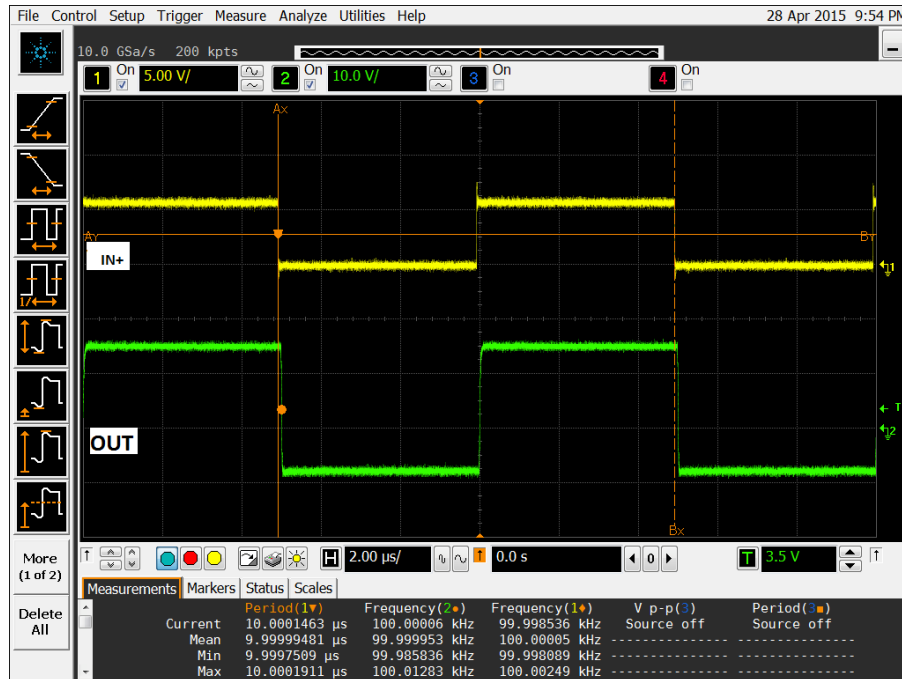 File Control Setup Trigger Measure Analyze Utilities Help 28 Apr 2015 9:54 PM
10.0 GSa/s 200 kpts
1 On 5.00 V/ 2 On 10.0 V/ 3 On 4 On
Ax
AY BY
IN+
1
T
OUT
2
Bx
1/
More
(1 of 2)
Delete
All
H 2.00 µs/ 0.0 s 0 T 3.5 V
Measurements Markers Status Scales
Period(1▼) Frequency(2●) Frequency(1♦) V p-p(3) Period(3■)
Current 10.0001463 µs 100.00006 kHz 99.998536 kHz Source off Source off
Mean 9.99999481 µs 99.999953 kHz 100.00005 kHz --------------- ---------------
Min 9.9997509 µs 99.985836 kHz 99.998089 kHz --------------- ---------------
Max 10.0001911 µs 100.01283 kHz 100.00249 kHz --------------- ---------------